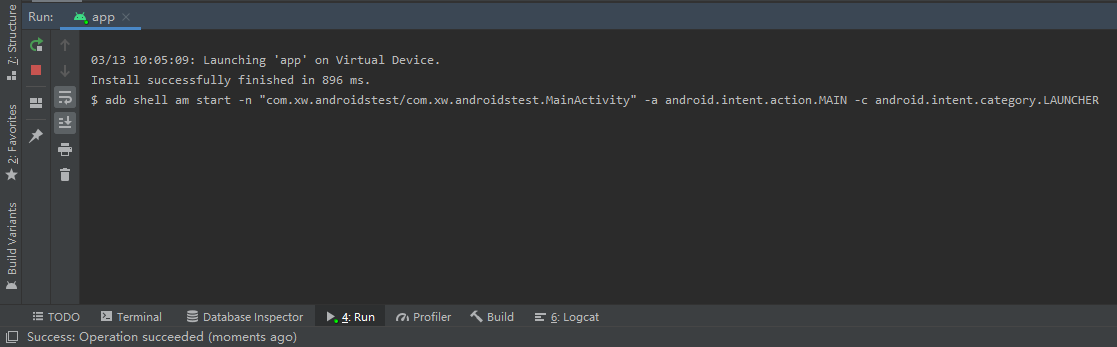 Run: app
7: Structure
2: Favorites
Build Variants
03/13 10:05:09: Launching 'app' on Virtual Device.
Install successfully finished in 896 ms.
$ adb shell am start -n "com.xw.androidstest/com.xw.androidstest.MainActivity" -a android.intent.action.MAIN -c android.intent.category.LAUNCHER
TODO Terminal Database Inspector 4: Run Profiler Build 6: Logcat
Success: Operation succeeded (moments ago)